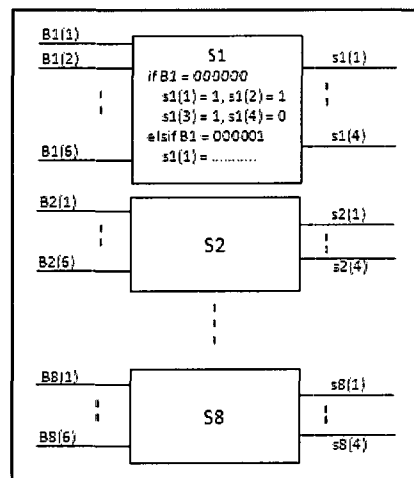 B1(1)
B1(2)
B1(6)
S1
if B1 = 000000
s1(1) = 1, s1(2) = 1
s1(3) = 1, s1(4) = 0
elsif B1 = 000001
s1(1) = ............
s1(1)
s1(4)
B2(1)
B2(6)
S2
s2(1)
s2(4)
B8(1)
B8(6)
S8
s8(1)
s8(4)